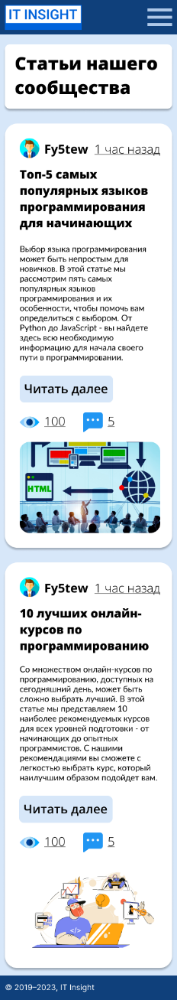 IT INSIGHT
Статьи нашего
сообщества
Fy5tew 1 час назад
Топ-5 самых
популярных языков
программирования
для начинающих
Выбор языка программирования
может быть непростым для
новичков. В этой статье мы
рассмотрим пять самых
популярных языков
программирования и их
особенности, чтобы помочь вам
определиться с выбором. От
Python до JavaScript - вы найдете
здесь всю необходимую
информацию для начала своего
пути в программировании.
Читать далее
100 5
HTML
Fy5tew 1 час назад
10 лучших онлайн-
курсов по
программированию
Со множеством онлайн-курсов по
программированию, доступных на
сегодняшний день, может быть
сложно выбрать лучший. В этой
статье мы представляем 10
наиболее рекомендуемых курсов
для всех уровней подготовки - от
начинающих до опытных
программистов. С нашими
рекомендациями вы сможете с
легкостью выбрать курс, который
наилучшим образом подойдет вам.
Читать далее
100 5
© 2019–2023, IT Insight